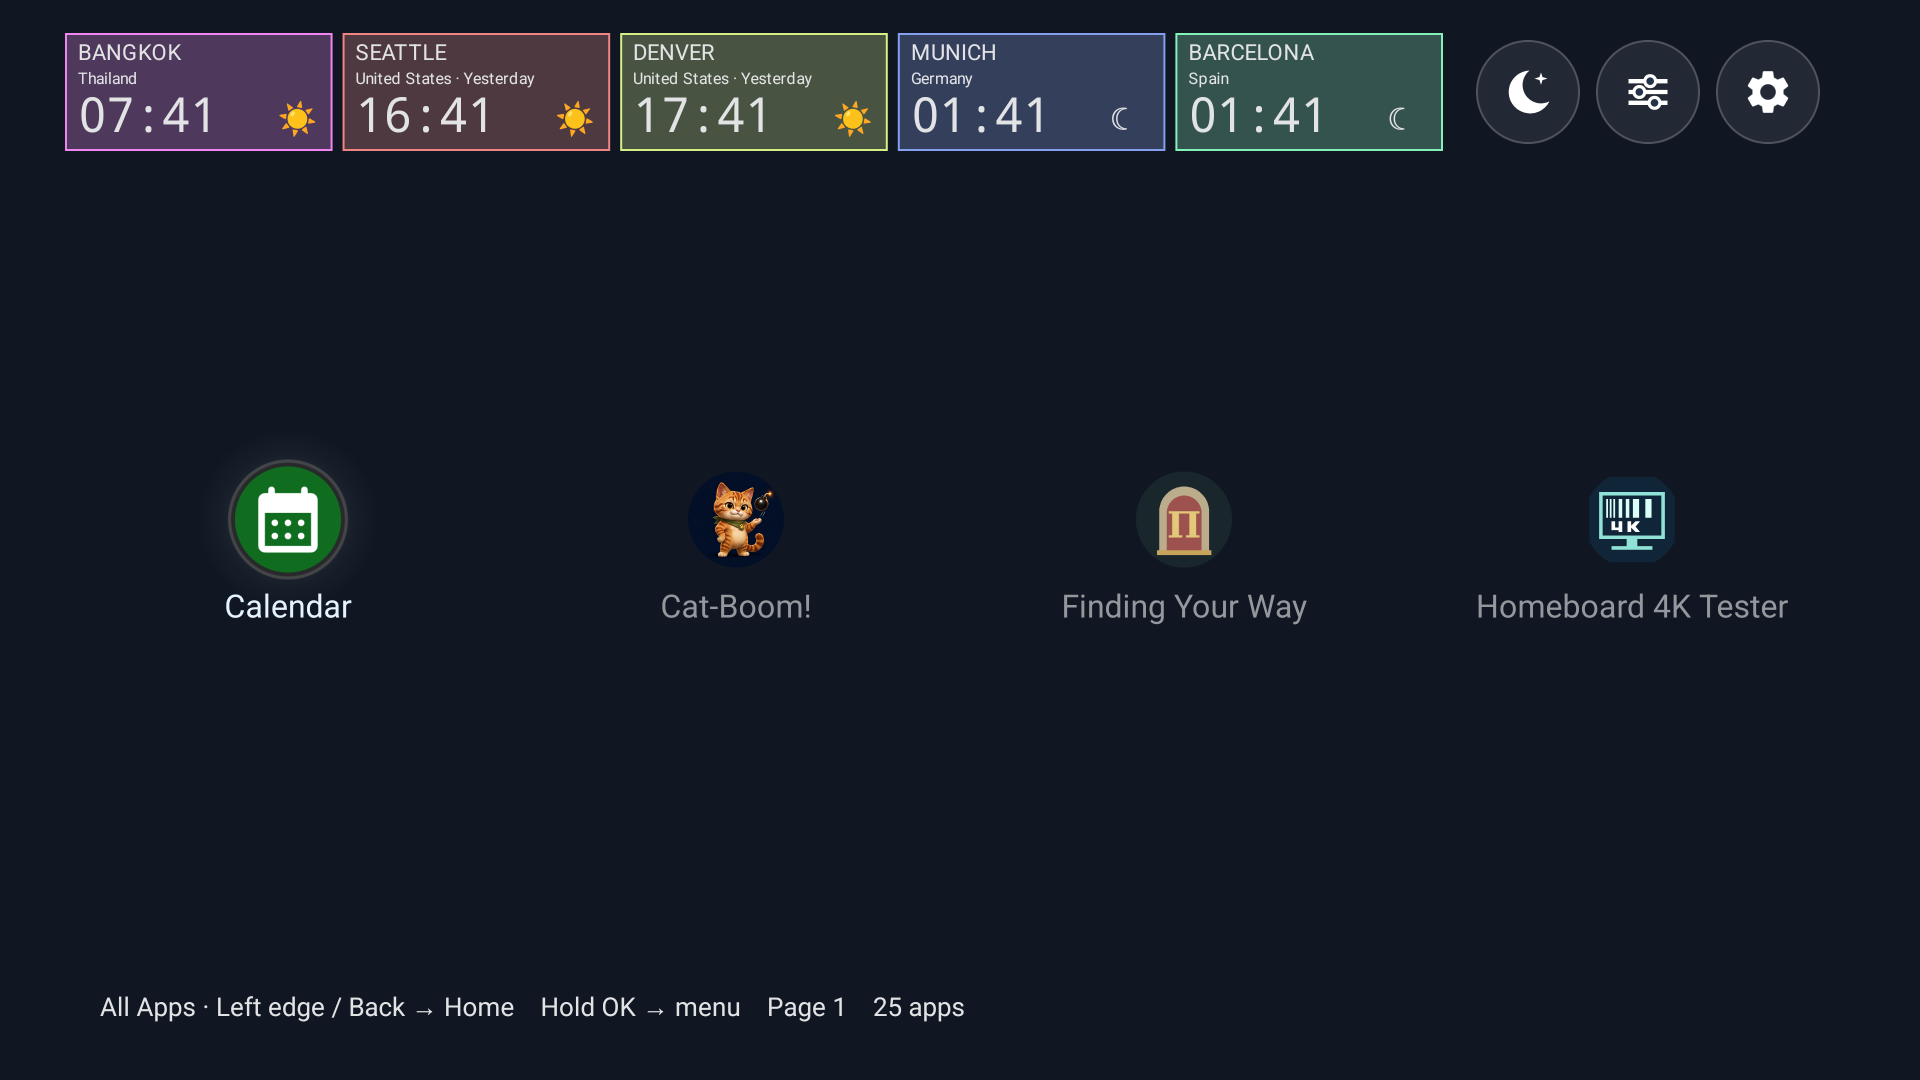 BANGKOK
Thailand
07:41
SEATTLE
United States · Yesterday
16:41
DENVER
United States · Yesterday
17:41
MUNICH
Germany
01:41
BARCELONA
Spain
01:41
4K
Calendar
Cat-Boom!
Finding Your Way
Homeboard 4K Tester
All Apps · Left edge / Back → Home Hold OK → menu Page 1 25 apps